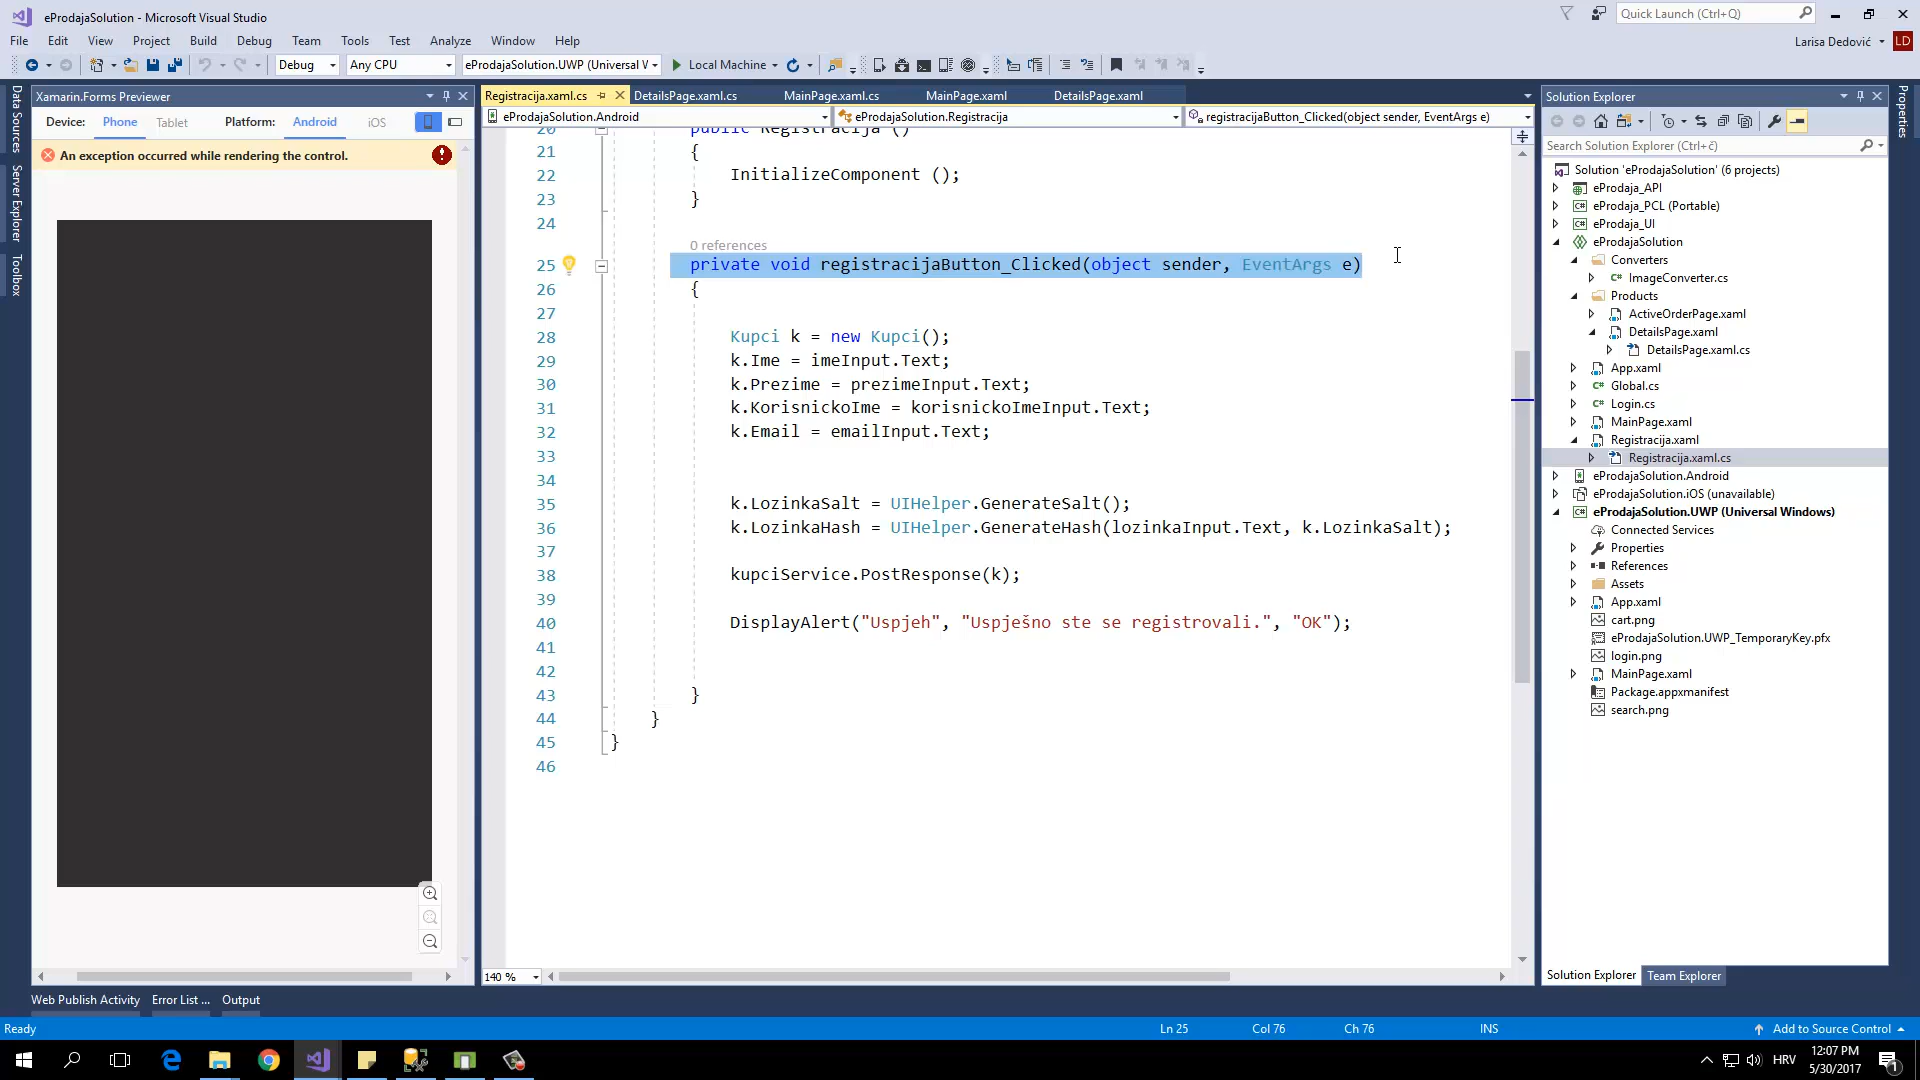 eProdajaSolution - Microsoft Visual Studio
Quick Launch (Ctrl+Q)
File Edit View Project Build Debug Team Tools Test Analyze Window Help
Larisa Dedović LD
Debug Any CPU eProdajaSolution.UWP (Universal V Local Machine
Data Sources
Server Explorer
Toolbox
Xamarin.Forms Previewer
Device: Phone Tablet Platform: Android iOS
An exception occurred while rendering the control.
Registracija.xaml.cs DetailsPage.xaml.cs MainPage.xaml.cs MainPage.xaml DetailsPage.xaml
eProdajaSolution.Android eProdajaSolution.Registracija registracijaButton_Clicked(object sender, EventArgs e)
20 public Registracija ()
21 {
22 InitializeComponent ();
23 }
24
0 references
25 private void registracijaButton_Clicked(object sender, EventArgs e)
26 {
27
28 Kupci k = new Kupci();
29 k.Ime = imeInput.Text;
30 k.Prezime = prezimeInput.Text;
31 k.KorisnickoIme = korisnickoImeInput.Text;
32 k.Email = emailInput.Text;
33
34
35 k.LozinkaSalt = UIHelper.GenerateSalt();
36 k.LozinkaHash = UIHelper.GenerateHash(lozinkaInput.Text, k.LozinkaSalt);
37
38 kupciService.PostResponse(k);
39
40 DisplayAlert("Uspjeh", "Uspješno ste se registrovali.", "OK");
41
42
43 }
44 }
45 }
46
140 %
Solution Explorer
Search Solution Explorer (Ctrl+č)
Solution 'eProdajaSolution' (6 projects)
eProdaja_API
eProdaja_PCL (Portable)
eProdaja_UI
eProdajaSolution
Converters
ImageConverter.cs
Products
ActiveOrderPage.xaml
DetailsPage.xaml
DetailsPage.xaml.cs
App.xaml
Global.cs
Login.cs
MainPage.xaml
Registracija.xaml
Registracija.xaml.cs
eProdajaSolution.Android
eProdajaSolution.iOS (unavailable)
eProdajaSolution.UWP (Universal Windows)
Connected Services
Properties
References
Assets
App.xaml
cart.png
eProdajaSolution.UWP_TemporaryKey.pfx
login.png
MainPage.xaml
Package.appxmanifest
search.png
Solution Explorer Team Explorer
Properties
Web Publish Activity Error List ... Output
Ready Ln 25 Col 76 Ch 76 INS Add to Source Control
HRV 12:07 PM
5/30/2017
1